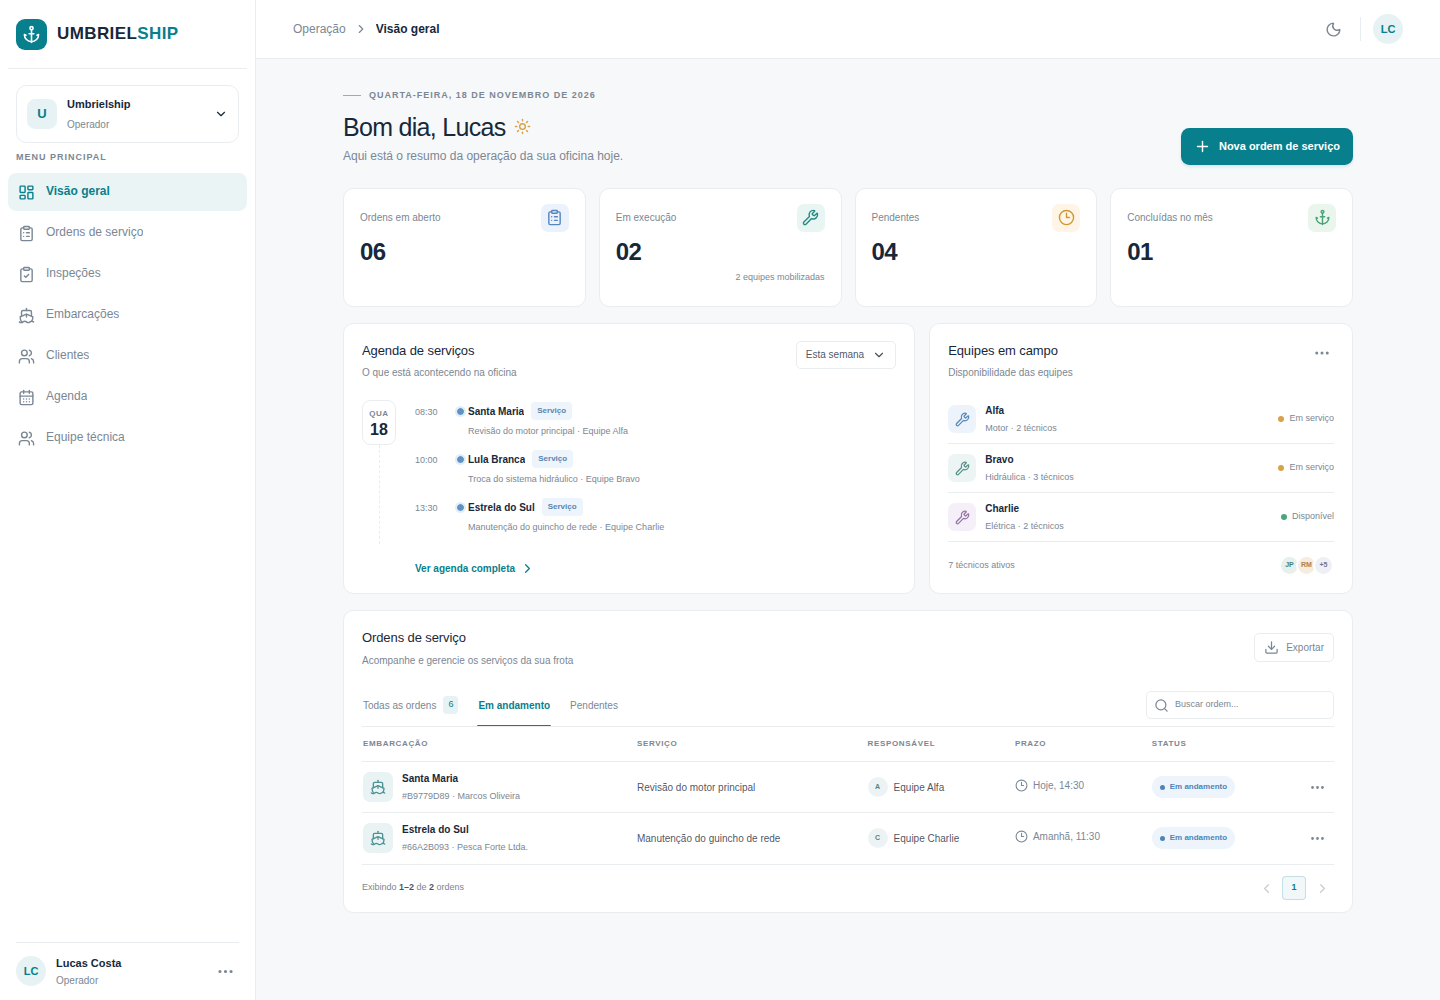 UMBRIELSHIP
U
Umbrielship
Operador
MENU PRINCIPAL
Visão geral
Ordens de serviço
Inspeções
Embarcações
Clientes
Agenda
Equipe técnica
LC
Lucas Costa
Operador
Operação
Visão geral
LC
QUARTA-FEIRA, 18 DE NOVEMBRO DE 2026
Bom dia, Lucas
Aqui está o resumo da operação da sua oficina hoje.
Nova ordem de serviço
Ordens em aberto
06
Em execução
02
2 equipes mobilizadas
Pendentes
04
Concluídas no mês
01
Agenda de serviços
O que está acontecendo na oficina
Esta semana
QUA
18
08:30
Santa Maria
Serviço
Revisão do motor principal · Equipe Alfa
10:00
Lula Branca
Serviço
Troca do sistema hidráulico · Equipe Bravo
13:30
Estrela do Sul
Serviço
Manutenção do guincho de rede · Equipe Charlie
Ver agenda completa
Equipes em campo
Disponibilidade das equipes
Alfa
Motor · 2 técnicos
Em serviço
Bravo
Hidráulica · 3 técnicos
Em serviço
Charlie
Elétrica · 2 técnicos
Disponível
7 técnicos ativos
JP
RM
+5
Ordens de serviço
Acompanhe e gerencie os serviços da sua frota
Exportar
Todas as ordens 6
Em andamento
Pendentes
Buscar ordem...
EMBARCAÇÃO
SERVIÇO
RESPONSÁVEL
PRAZO
STATUS
Santa Maria
#B9779D89 · Marcos Oliveira
Revisão do motor principal
A
Equipe Alfa
Hoje, 14:30
Em andamento
Estrela do Sul
#66A2B093 · Pesca Forte Ltda.
Manutenção do guincho de rede
C
Equipe Charlie
Amanhã, 11:30
Em andamento
Exibindo 1–2 de 2 ordens
1